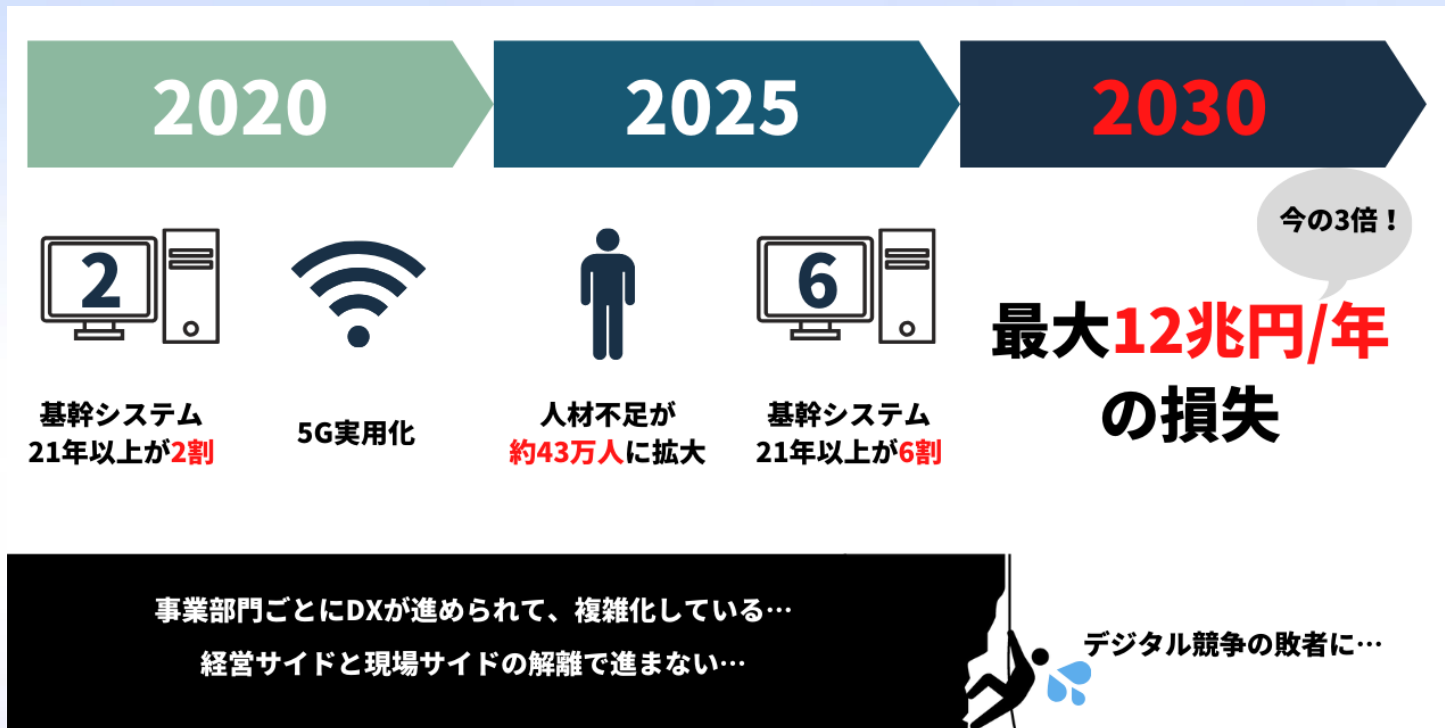 2020
2025
2030
今の3倍！
2
6
基幹システム
21年以上が2割
5G実用化
人材不足が
約43万人に拡大
基幹システム
21年以上が6割
最大12兆円/年
の損失
事業部門ごとにDXが進められて、複雑化している…
経営サイドと現場サイドの解離で進まない…
デジタル競争の敗者に…